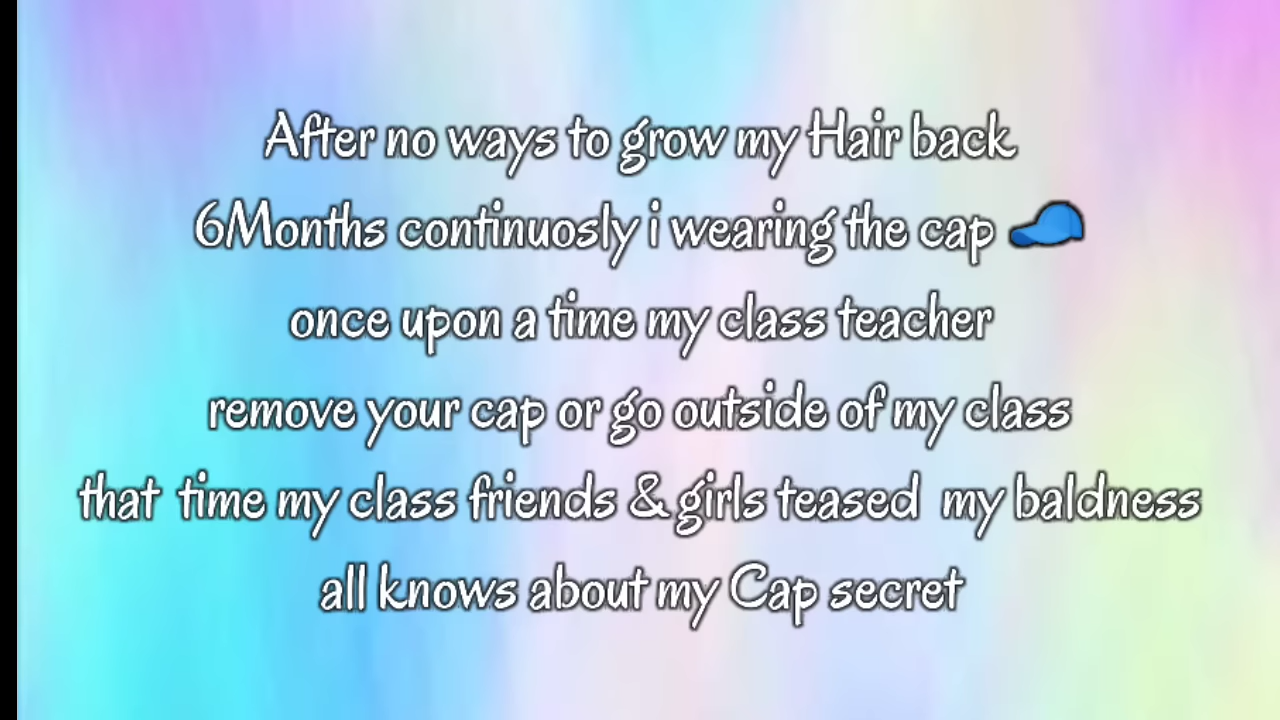 After no ways to grow my Hair back
6Months continuosly i wearing the cap 🧢
once upon a time my class teacher
remove your cap or go outside of my class
that time my class friends & girls teased my baldness
all knows about my Cap secret